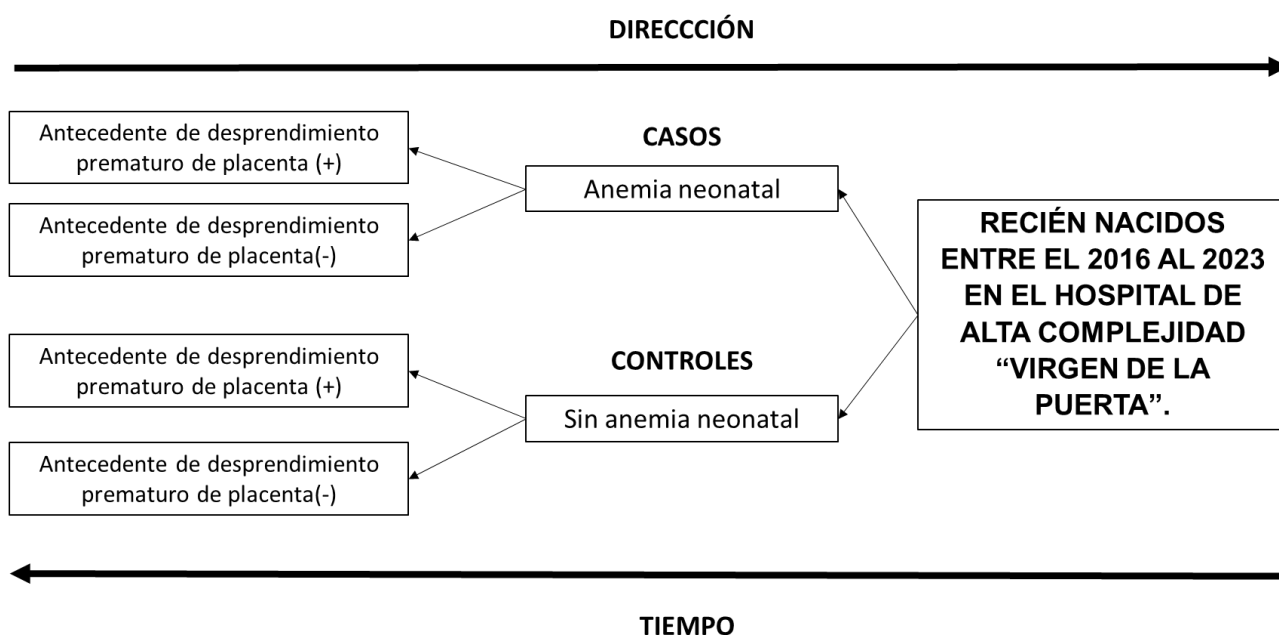 DIRECCCIÓN
Antecedente de desprendimiento
prematuro de placenta (+)
Antecedente de desprendimiento
prematuro de placenta(-)
CASOS
Anemia neonatal
RECIÉN NACIDOS
ENTRE EL 2016 AL 2023
EN EL HOSPITAL DE
ALTA COMPLEJIDAD
“VIRGEN DE LA
PUERTA”.
Antecedente de desprendimiento
prematuro de placenta (+)
Antecedente de desprendimiento
prematuro de placenta(-)
CONTROLES
Sin anemia neonatal
TIEMPO